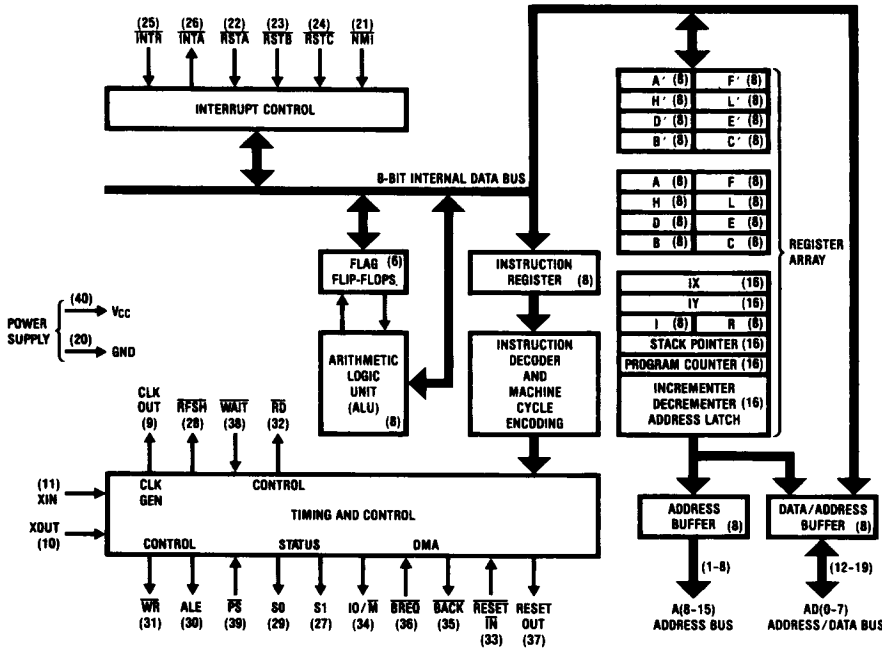 (25) (26) (22) (23) (24) (21)
INTR INTA RSTA RSTB RSTC NMI
INTERRUPT CONTROL
8-BIT INTERNAL DATA BUS
A' (8) F' (8)
H' (8) L' (8)
D' (8) E' (8)
B' (8) C' (8)
A (8) F (8)
H (8) L (8)
D (8) E (8)
B (8) C (8)
IX (16)
IY (16)
I (8) R (8)
STACK POINTER (16)
PROGRAM COUNTER (16)
INCREMENTER
DECREMENTER (16)
ADDRESS LATCH
REGISTER
ARRAY
FLAG (6)
FLIP-FLOPS
INSTRUCTION
REGISTER (8)
ARITHMETIC
LOGIC
UNIT
(ALU)
(8)
INSTRUCTION
DECODER
AND
MACHINE
CYCLE
ENCODING
POWER
SUPPLY
(40)
VCC
(20)
GND
CLK
OUT RFSH WAIT RD
(9) (28) (38) (32)
(11)
XIN
XOUT
(10)
CLK
GEN
CONTROL
TIMING AND CONTROL
CONTROL STATUS DMA
WR ALE PS S0 S1 IO/M BREQ BACK RESET IN RESET OUT
(31) (30) (39) (29) (27) (34) (36) (35) (33) (37)
ADDRESS
BUFFER (8)
DATA/ADDRESS
BUFFER (8)
(1-8)
(12-19)
A(8-15)
ADDRESS BUS
AD(0-7)
ADDRESS/DATA BUS